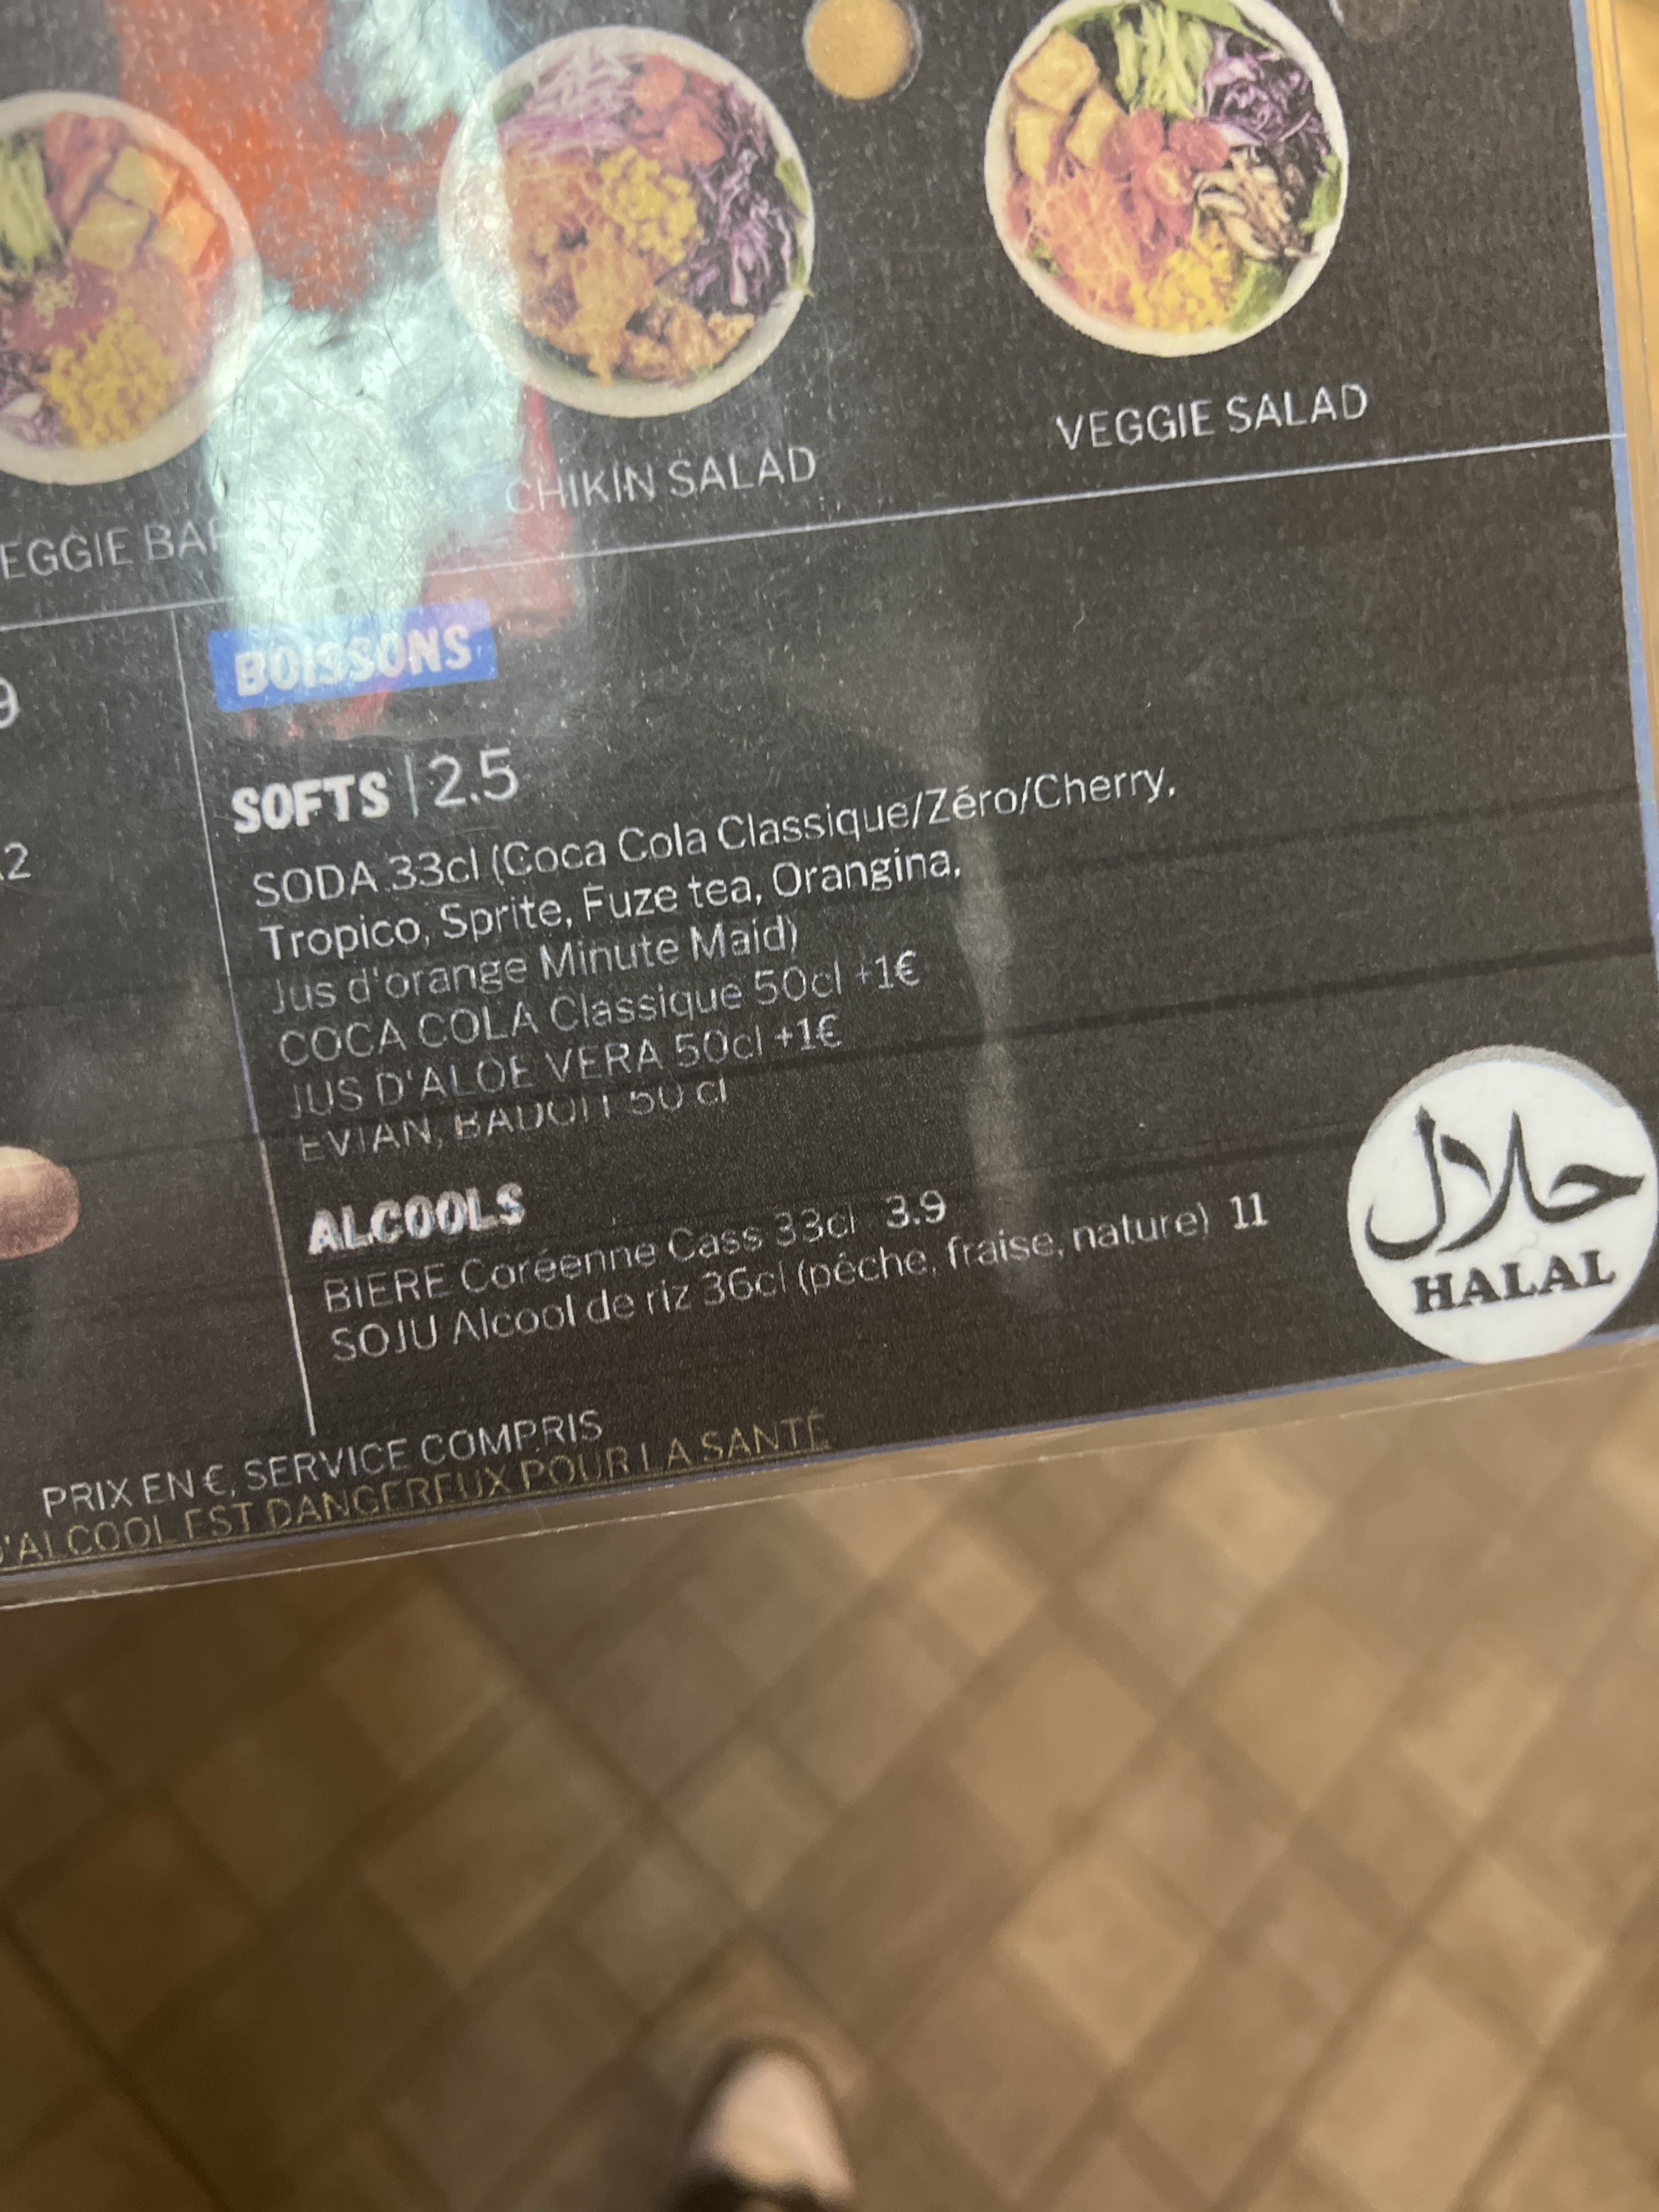 VEGGIE SALAD
CHIKIN SALAD
EGGIE BA
BOISSONS
9
2
SOFTS | 2.5
SODA 33cl (Coca Cola Classique/Zéro/Cherry,
Tropico, Sprite, Fuze tea, Orangina,
Jus d'orange Minute Maid)
COCA COLA Classique 50cl +1€
JUS D'ALOE VERA 50cl +1€
EVIAN, BADOIT 50 cl
ALCOOLS
BIERE Coréenne Cass 33cl 3.9
SOJU Alcool de riz 36cl (pêche, fraise, nature) 11
حلال
HALAL
PRIX EN €, SERVICE COMPRIS
D'ALCOOL EST DANGEREUX POUR LA SANTÉ